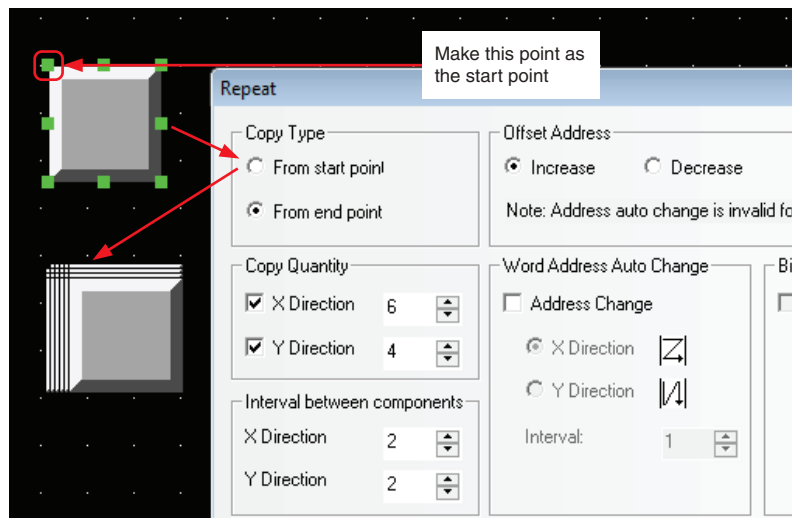 Make this point as
the start point
Repeat
Copy Type
From start point
From end point
Offset Address
Increase
Decrease
Note: Address auto change is invalid fo
Copy Quantity
X Direction 6
Y Direction 4
Word Address Auto Change
Address Change
X Direction
Y Direction
Interval: 1
Bi
Interval between components
X Direction 2
Y Direction 2